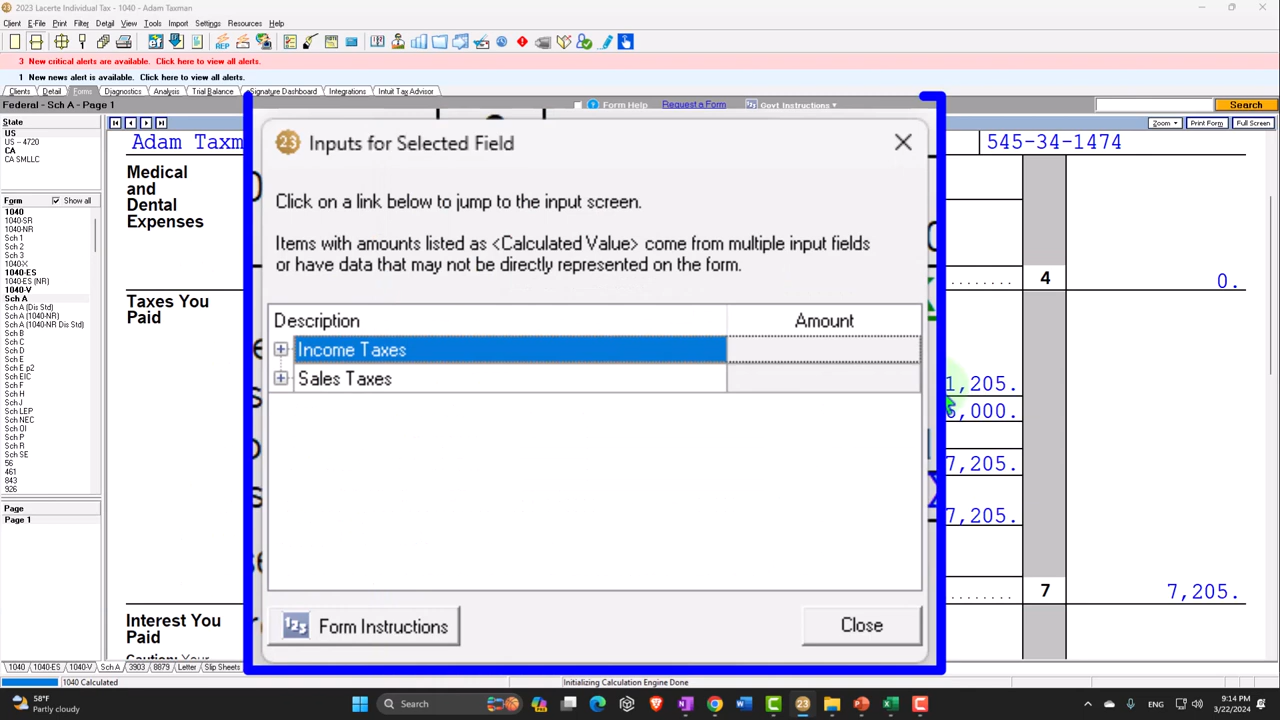 2023 Lacerte Individual Tax - 1040 - Adam Taxman
Client E-File Print Filter Detail View Tools Import Settings Resources Help
3 New critical alerts are available. Click here to view all alerts.
1 New news alert is available. Click here to view all alerts.
Clients Detail Forms Diagnostics Analysis Trial Balance Signature Dashboard Integrations Intuit Tax Advisor
Federal - Sch A - Page 1
Form Help Request a Form Govt Instructions Search
State
US
US - 4720
CA
CA SMLLC
Form Show all
1040
1040-SR
1040-NR
Sch 1
Sch 2
Sch 3
1040-X
1040-ES
1040-ES (NR)
1040-V
Sch A
Sch A (Dis Std)
Sch A (1040-NR)
Sch A (1040-NR Dis Std)
Sch B
Sch C
Sch D
Sch E
Sch E p2
Sch EIC
Sch F
Sch H
Sch J
Sch LEP
Sch NEC
Sch OI
Sch R
Sch SE
56
461
843
926
Page
Page 1
Zoom Print Form Full Screen
Adam Taxm 545-34-1474
Medical
and
Dental
Expenses
4 0.
Taxes You
Paid
1,205.
6,000.
7,205.
7,205.
7 7,205.
Interest You
Paid
Caution: Your
23 Inputs for Selected Field
Click on a link below to jump to the input screen.
Items with amounts listed as <Calculated Value> come from multiple input fields
or have data that may not be directly represented on the form.
Description Amount
Income Taxes
Sales Taxes
123 Form Instructions Close
1040 1040-ES 1040-V Sch A 3903 8879 Letter Slip Sheets
1040 Calculated Initializing Calculation Engine Done
58°F
Partly cloudy
Search
ENG
9:14 PM
3/22/2024